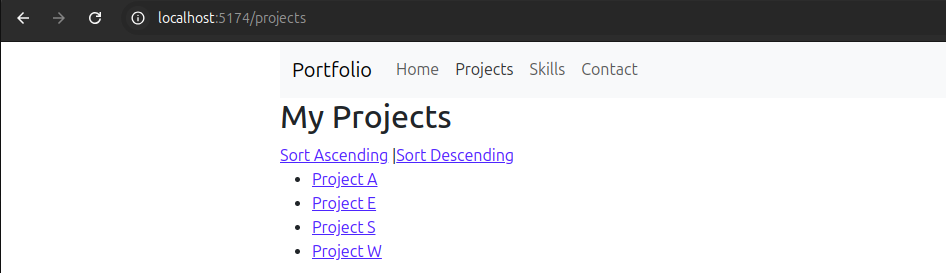 localhost:5174/projects
Portfolio Home Projects Skills Contact
My Projects
Sort Ascending |Sort Descending
• Project A
• Project E
• Project S
• Project W